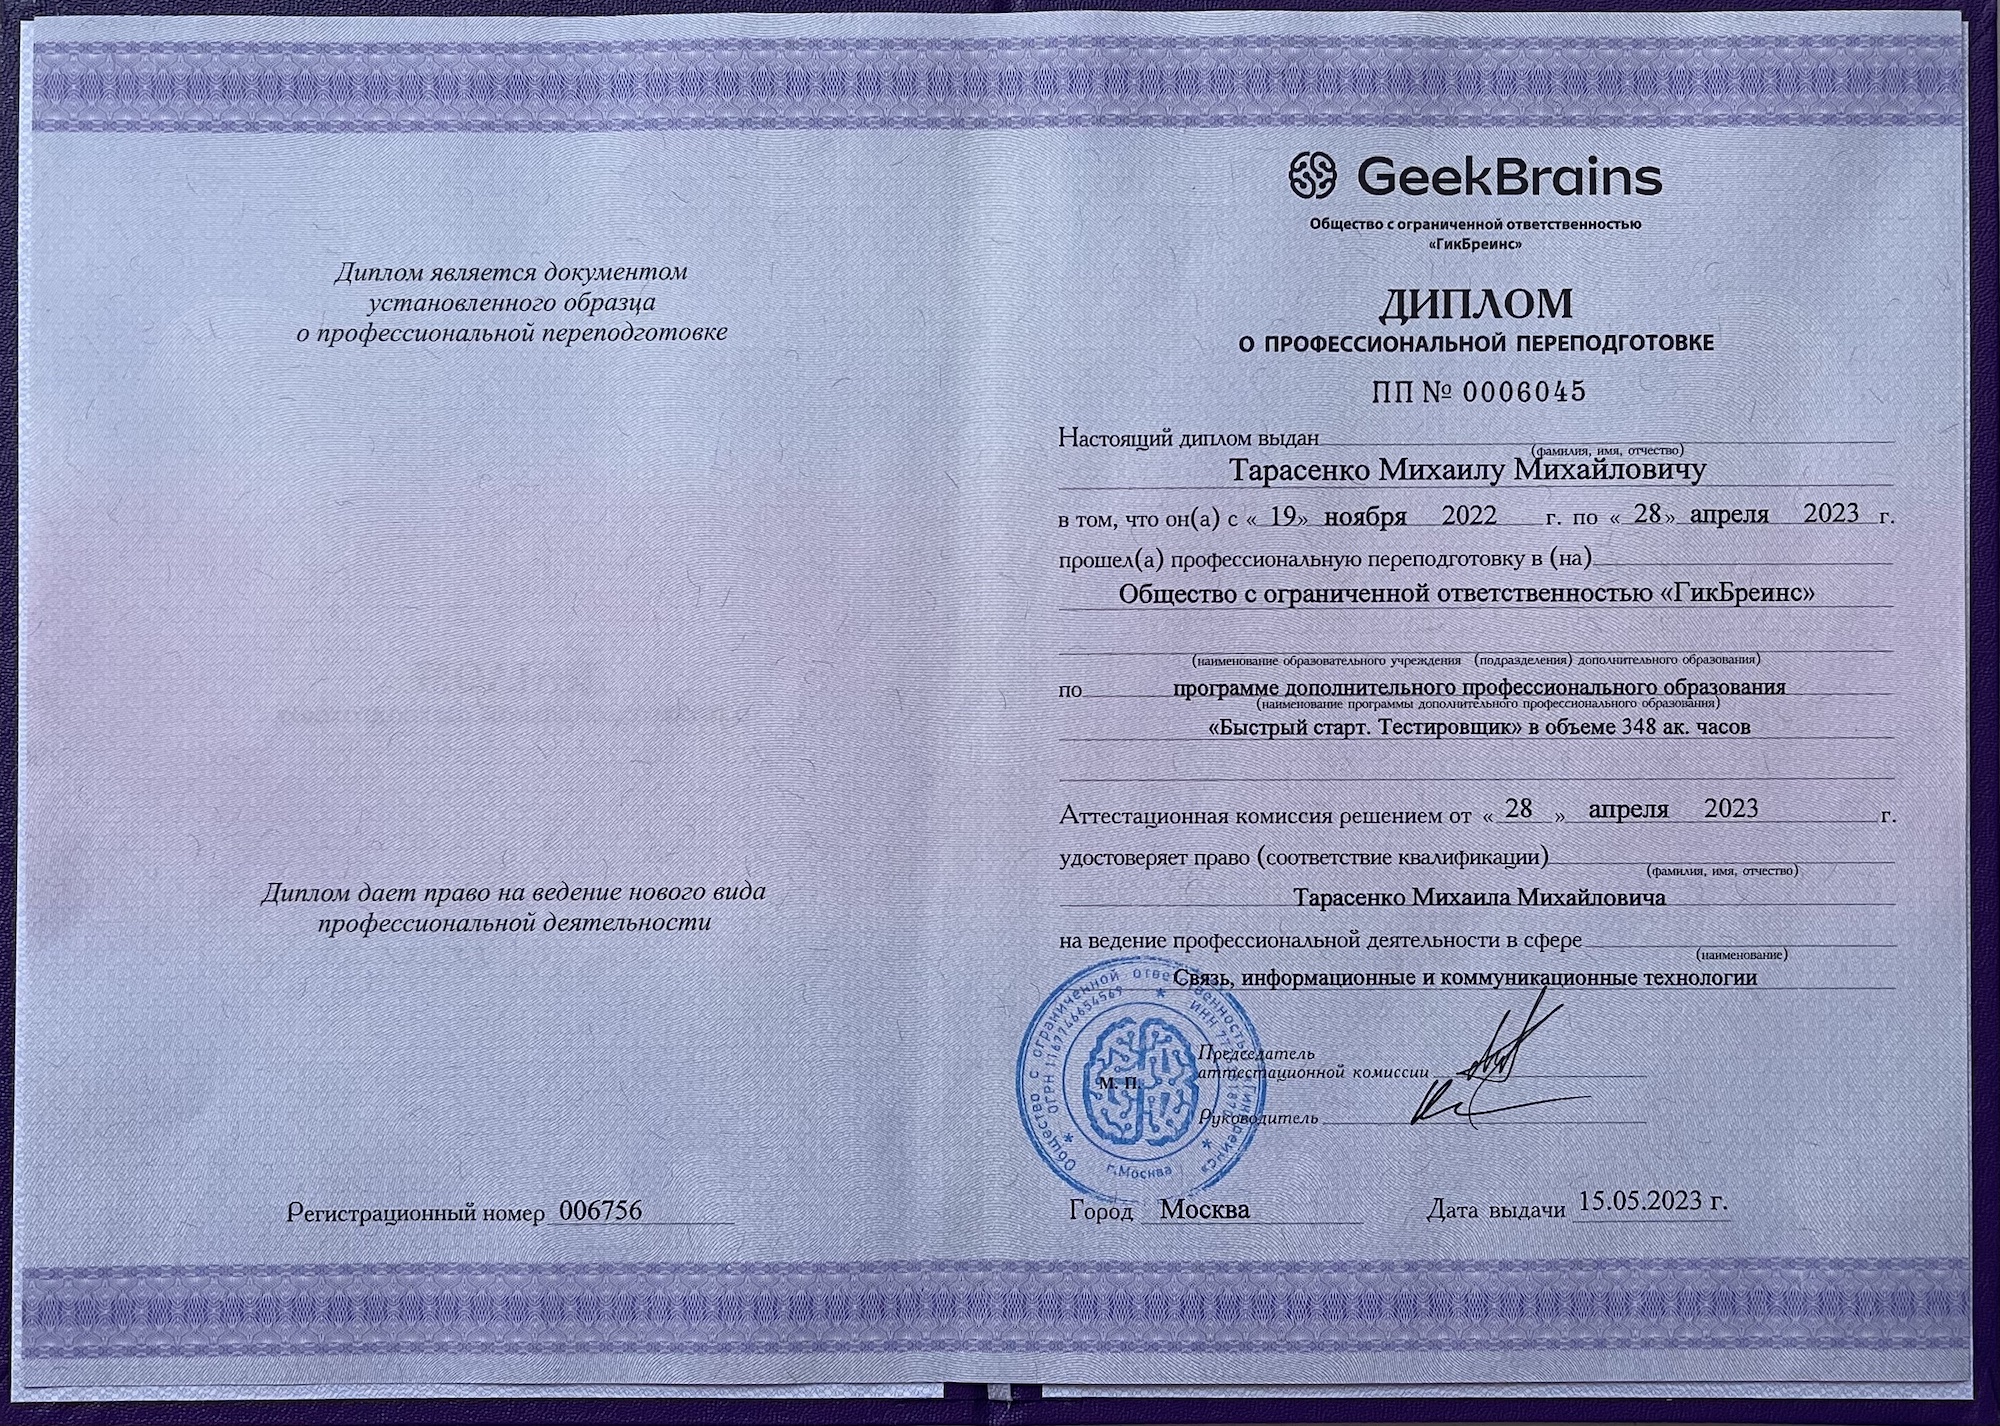 Диплом является документом
установленного образца
о профессиональной переподготовке
Диплом дает право на ведение нового вида
профессиональной деятельности
Регистрационный номер 006756
GeekBrains
Общество с ограниченной ответственностью
«ГикБреинс»
ДИПЛОМ
О ПРОФЕССИОНАЛЬНОЙ ПЕРЕПОДГОТОВКЕ
ПП № 0006045
Настоящий диплом выдан
(фамилия, имя, отчество)
Тарасенко Михаилу Михайловичу
в том, что он(а) с « 19» ноября 2022 г. по « 28» апреля 2023 г.
прошел(а) профессиональную переподготовку в (на)
Общество с ограниченной ответственностью «ГикБреинс»
(наименование образовательного учреждения (подразделения) дополнительного образования)
по программе дополнительного профессионального образования
(наименование программы дополнительного профессионального образования)
«Быстрый старт. Тестировщик» в объеме 348 ак. часов
Аттестационная комиссия решением от « 28 » апреля 2023 г.
удостоверяет право (соответствие квалификации)
(фамилия, имя, отчество)
Тарасенко Михаила Михайловича
на ведение профессиональной деятельности в сфере
(наименование)
Связь, информационные и коммуникационные технологии
Председатель
аттестационной комиссии
М. П.
Руководитель
Общество с ограниченной ответственностью
ОГРН 1167746654569
г.Москва
Город Москва Дата выдачи 15.05.2023 г.